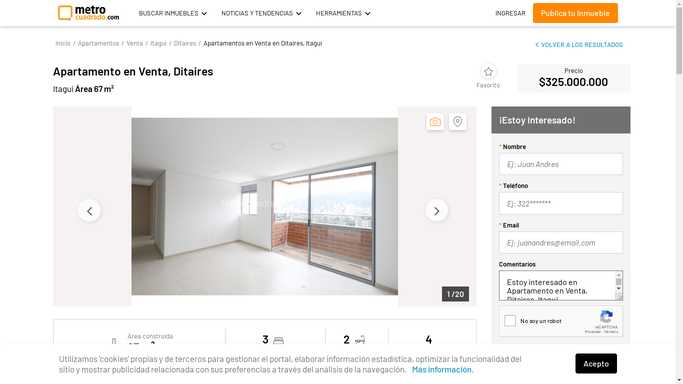 metro
cuadrado.com
BUSCAR INMUEBLES
NOTICIAS Y TENDENCIAS
HERRAMIENTAS
INGRESAR
Publica tu Inmueble
Inicio / Apartamentos / Venta / Itagui / Ditaires / Apartamentos en Venta en Ditaires, Itagui
VOLVER A LOS RESULTADOS
Apartamento en Venta, Ditaires
Itagui Área 67 m²
Favorito
Precio
$325.000.000
1 / 20
¡Estoy Interesado!
* Nombre
Ej: Juan Andres
* Teléfono
Ej: 322*******
* Email
Ej: juanandres@email.com
Comentarios
Estoy interesado en
Apartamento en Venta,
Ditaires, Itagui
No soy un robot
reCAPTCHA
Privacidad - Términos
Área construida
3
2
4
Utilizamos 'cookies' propias y de terceros para gestionar el portal, elaborar información estadística, optimizar la funcionalidad del
sitio y mostrar publicidad relacionada con sus preferencias a través del análisis de la navegación. Más información.
Acepto